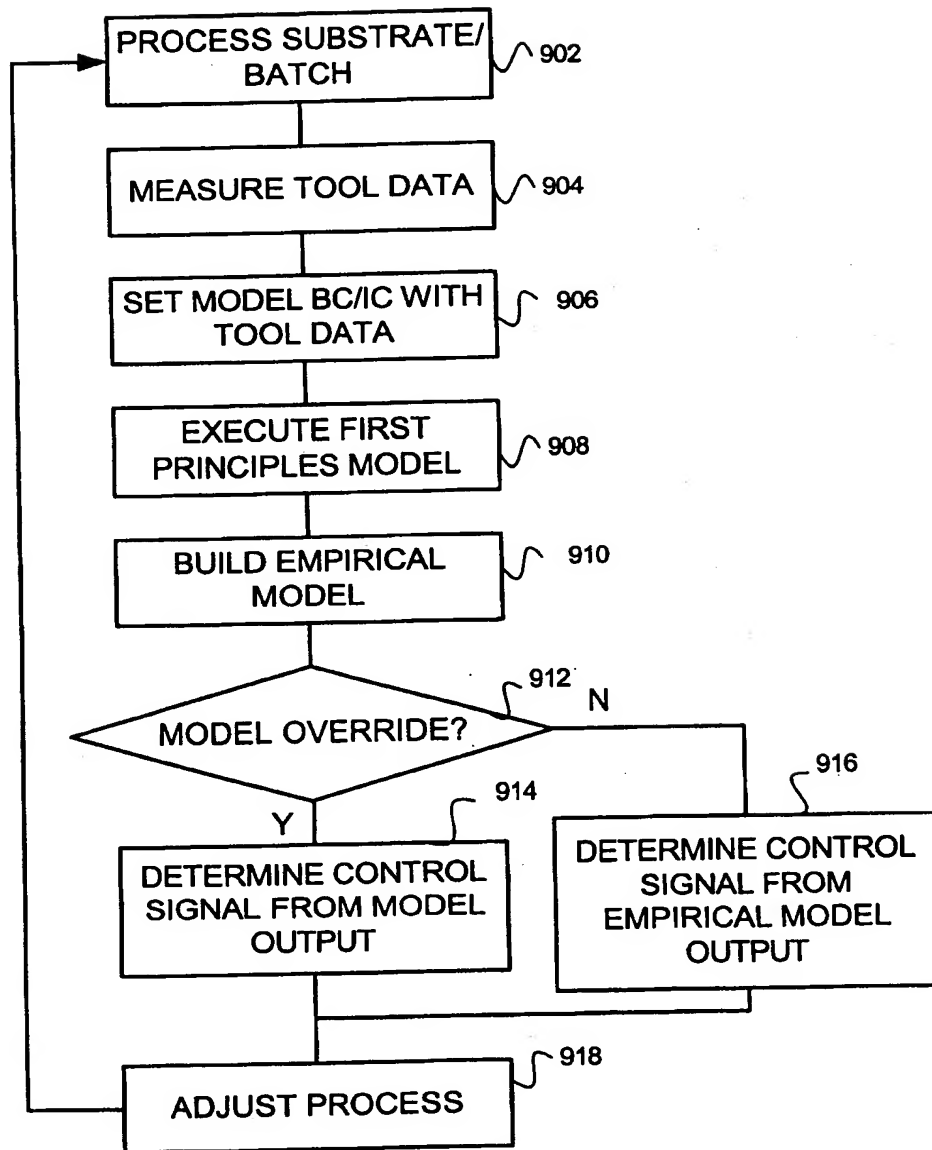 PROCESS SUBSTRATE/
BATCH
902
MEASURE TOOL DATA
904
SET MODEL BC/IC WITH
TOOL DATA
906
EXECUTE FIRST
PRINCIPLES MODEL
908
BUILD EMPIRICAL
MODEL
910
MODEL OVERRIDE?
912
N
Y
914
DETERMINE CONTROL
SIGNAL FROM MODEL
OUTPUT
916
DETERMINE CONTROL
SIGNAL FROM
EMPIRICAL MODEL
OUTPUT
918
ADJUST PROCESS